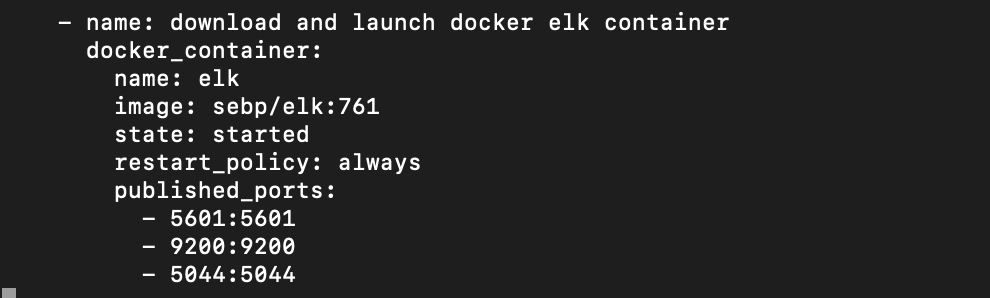 - name: download and launch docker elk container
  docker_container:
    name: elk
    image: sebp/elk:761
    state: started
    restart_policy: always
    published_ports:
      - 5601:5601
      - 9200:9200
      - 5044:5044